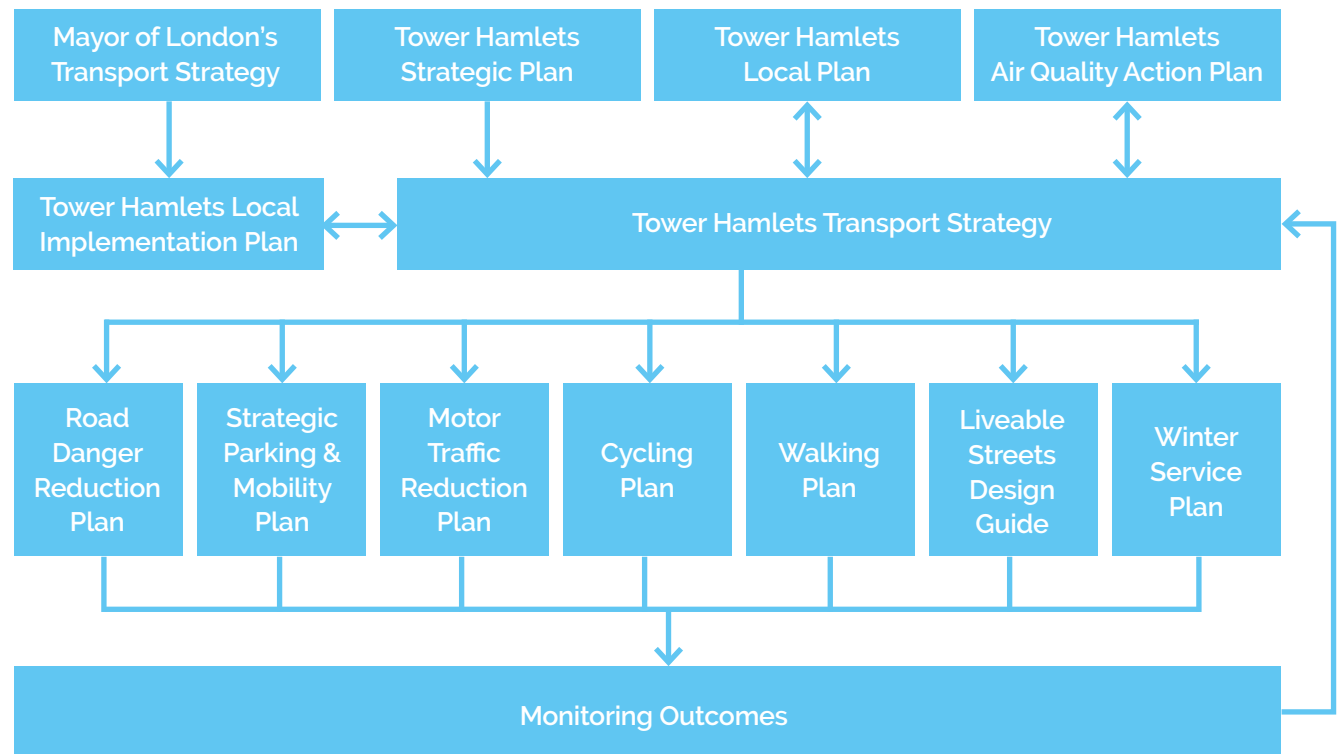 Mayor of London's
Transport Strategy
Tower Hamlets
Strategic Plan
Tower Hamlets
Local Plan
Tower Hamlets
Air Quality Action Plan
Tower Hamlets Local
Implementation Plan
Tower Hamlets Transport Strategy
Road
Danger
Reduction
Plan
Strategic
Parking &
Mobility
Plan
Motor
Traffic
Reduction
Plan
Cycling
Plan
Walking
Plan
Liveable
Streets
Design
Guide
Winter
Service
Plan
Monitoring Outcomes